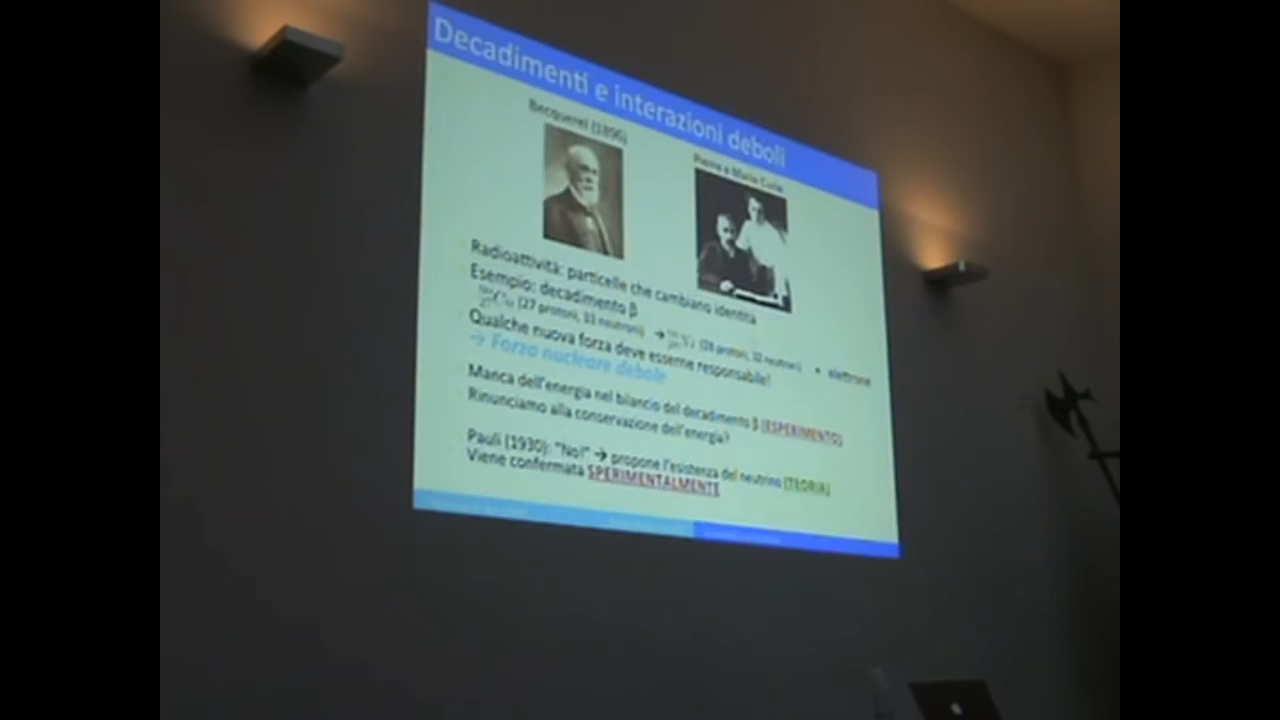 Decadimenti e interazioni deboli
Becquerel (1896)
Pierre e Marie Curie
Radioattività: particelle che cambiano identità
Esempio: decadimento β
(27 protoni, 33 neutroni) → (28 protoni, 32 neutroni) + elettrone
Qualche nuova forza deve esserne responsabile!
→ Forza nucleare debole
Manca dell'energia nel bilancio del decadimento β (ESPERIMENTO)
Rinunciamo alla conservazione dell'energia?
Pauli (1930): "No!" → propone l'esistenza del neutrino (TEORIA)
Viene confermata SPERIMENTALMENTE